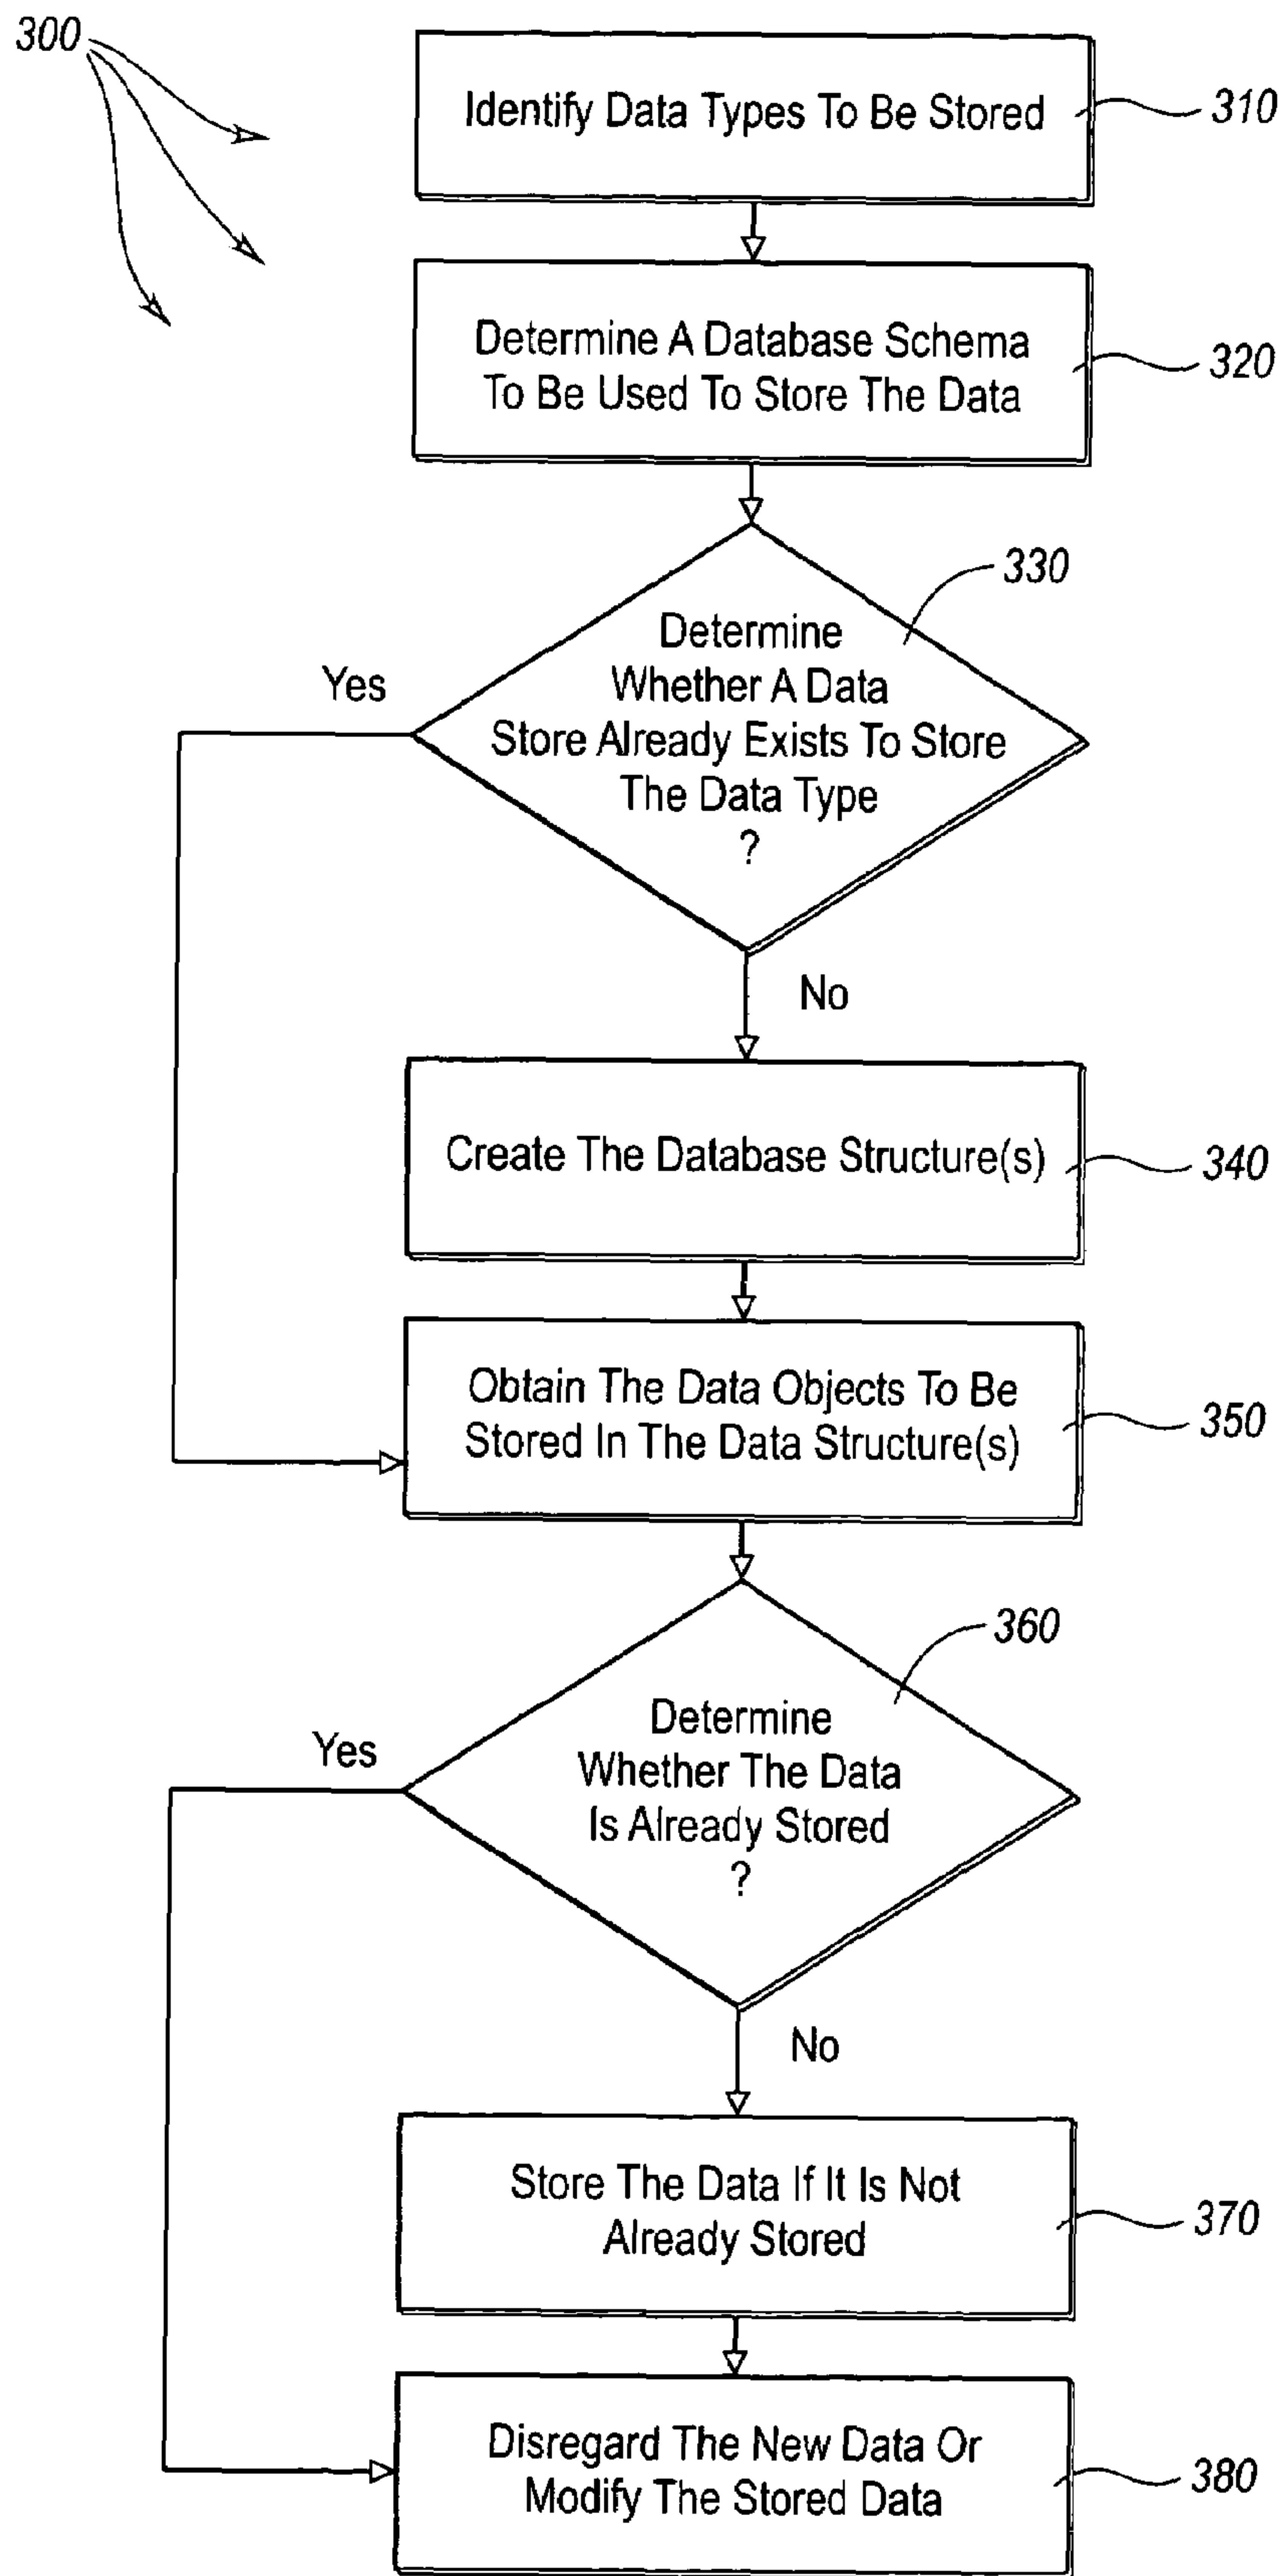 300
Identify Data Types To Be Stored
310
Determine A Database Schema
To Be Used To Store The Data
320
330
Determine
Whether A Data
Store Already Exists To Store
The Data Type
?
Yes
No
Create The Database Structure(s)
340
Obtain The Data Objects To Be
Stored In The Data Structure(s)
350
360
Determine
Whether The Data
Is Already Stored
?
Yes
No
Store The Data If It Is Not
Already Stored
370
Disregard The New Data Or
Modify The Stored Data
380